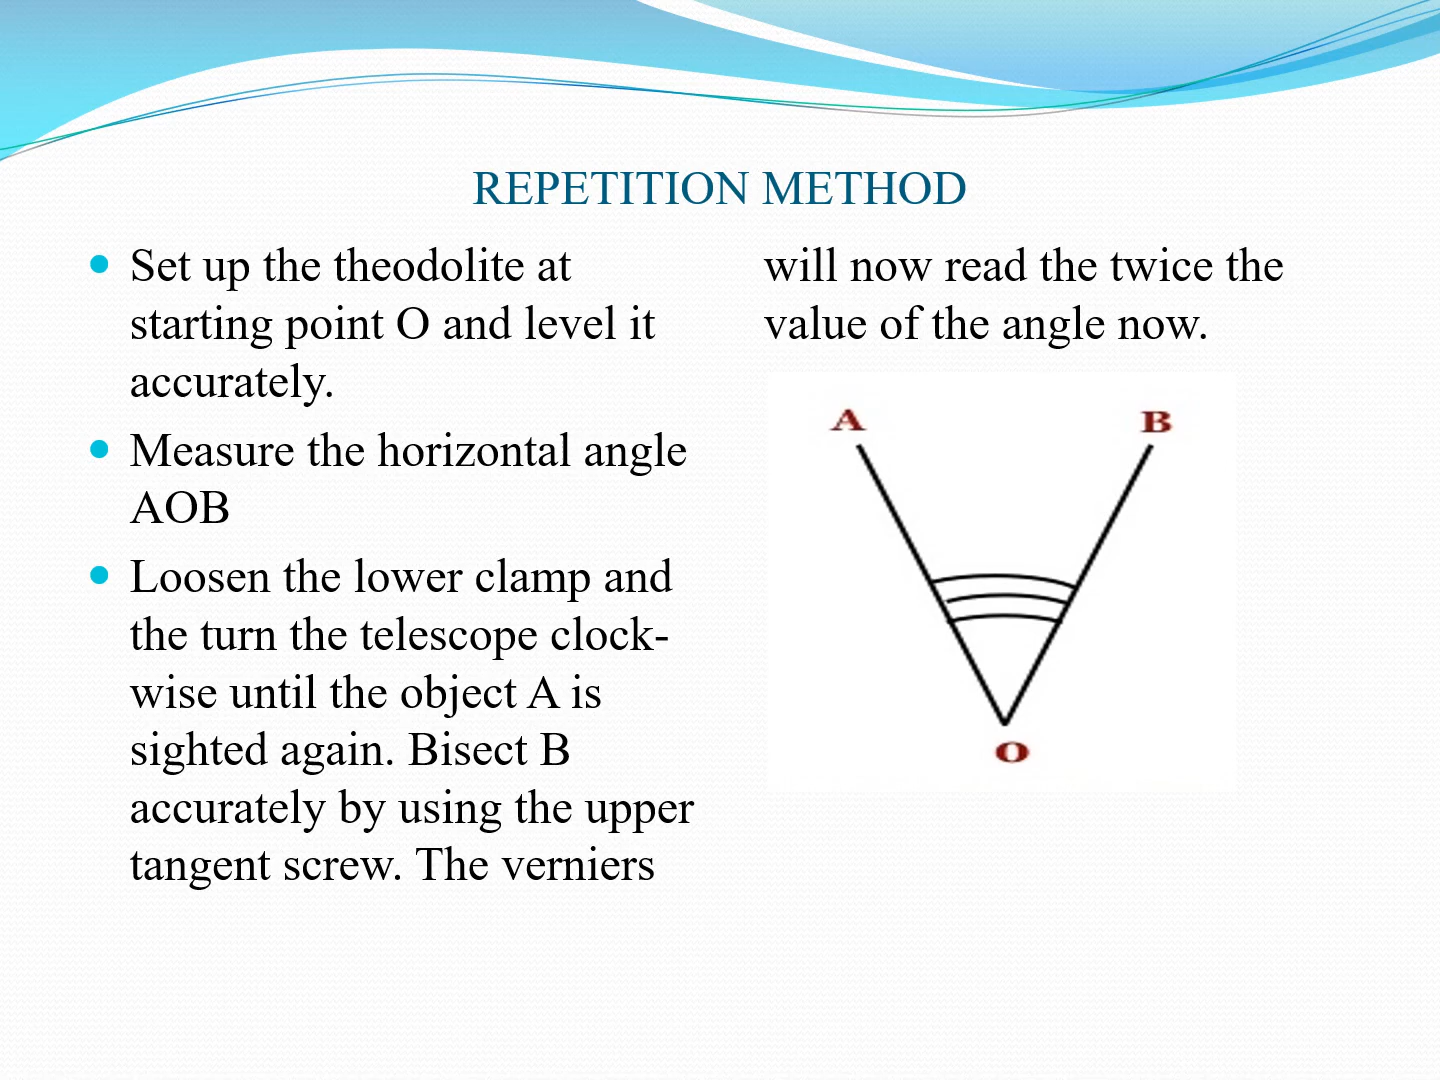 REPETITION METHOD
Set up the theodolite at
starting point O and level it
accurately.
Measure the horizontal angle
AOB
Loosen the lower clamp and
the turn the telescope clock-
wise until the object A is
sighted again. Bisect B
accurately by using the upper
tangent screw. The verniers
will now read the twice the
value of the angle now.
A
B
O